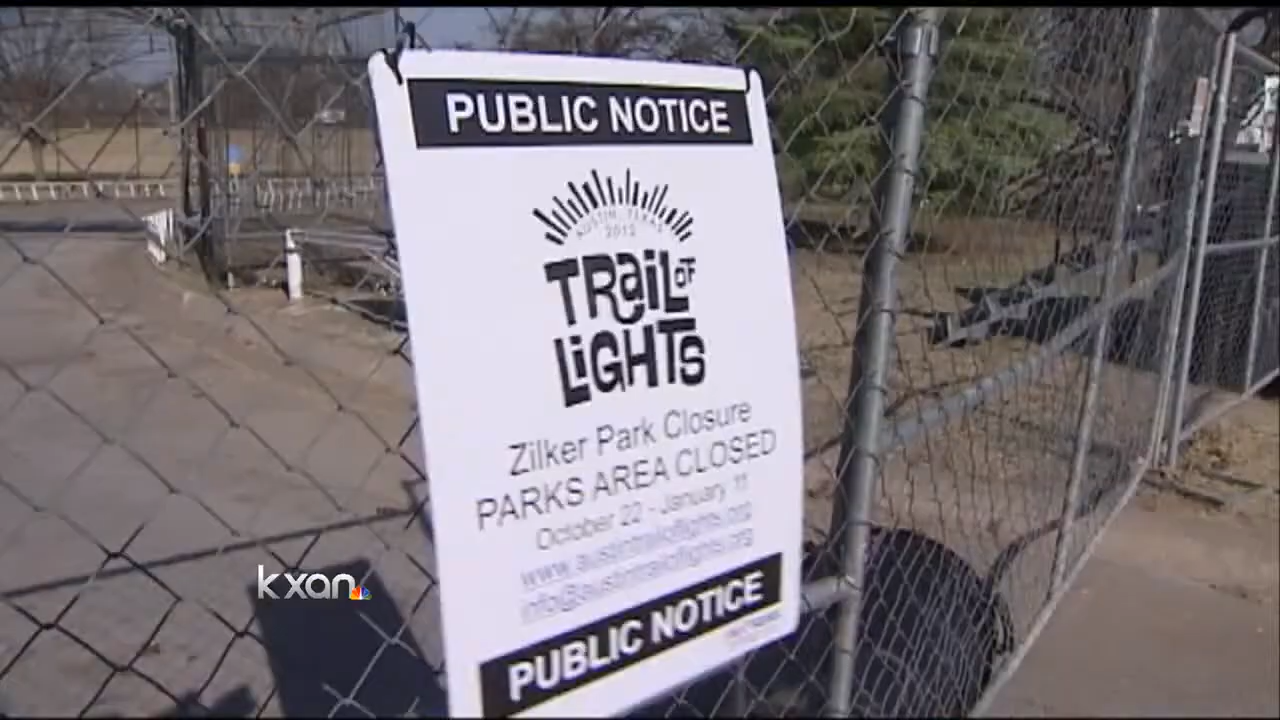 PUBLIC NOTICE
AUSTIN, TEXAS
2012
TRaiL OF
LiGHTS
Zilker Park Closure
PARKS AREA CLOSED
October 22 - January 11
www.austintrailoflights.org
info@austintrailoflights.org
PUBLIC NOTICE
kxan